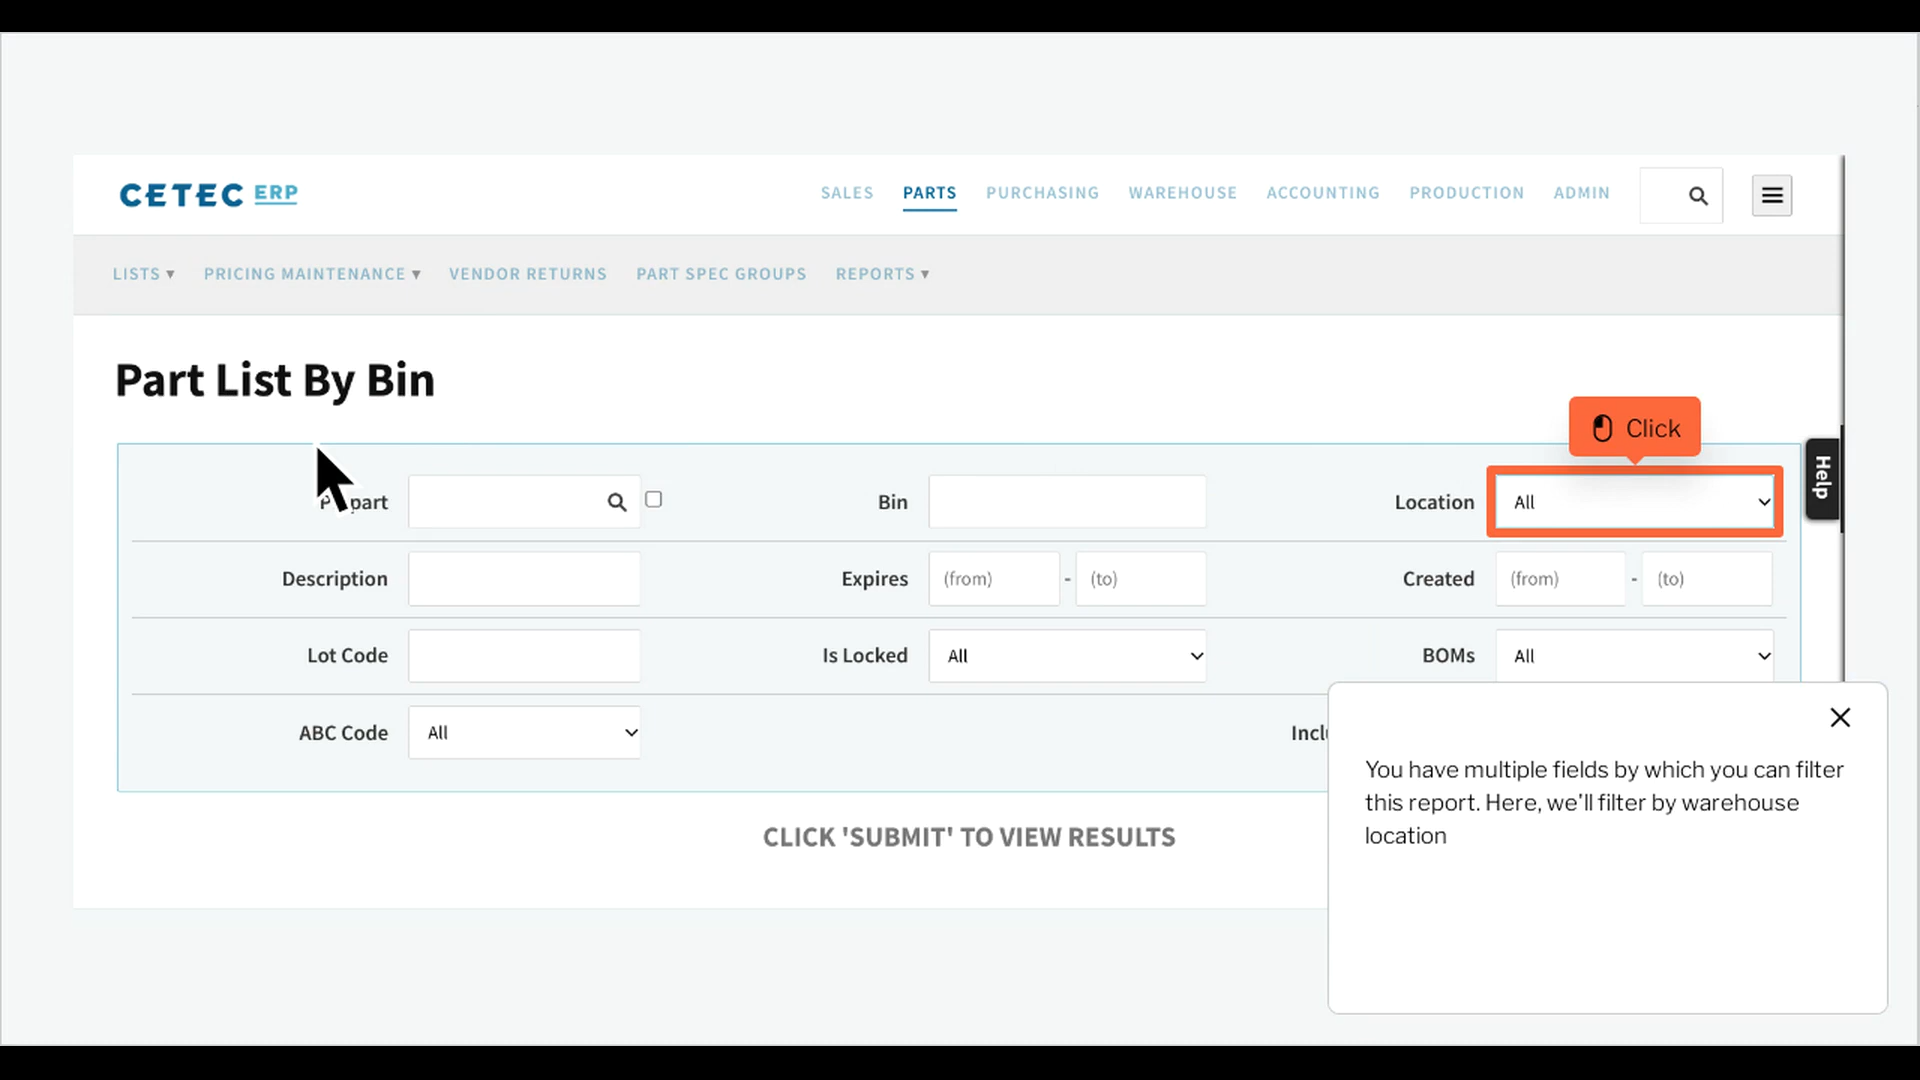 CETEC ERP
SALES PARTS PURCHASING WAREHOUSE ACCOUNTING PRODUCTION ADMIN
LISTS ▾ PRICING MAINTENANCE ▾ VENDOR RETURNS PART SPEC GROUPS REPORTS ▾
Part List By Bin
Click
Help
part Bin Location All
Description Expires (from) - (to) Created (from) - (to)
Lot Code Is Locked All BOMs All
ABC Code All
You have multiple fields by which you can filter
this report. Here, we'll filter by warehouse
location
CLICK 'SUBMIT' TO VIEW RESULTS